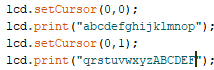 lcd.setCursor(0,0);
lcd.print("abcdefghijklmnop");
lcd.setCursor(0,1);
lcd.print("qrstuvwxyzABCDEF");